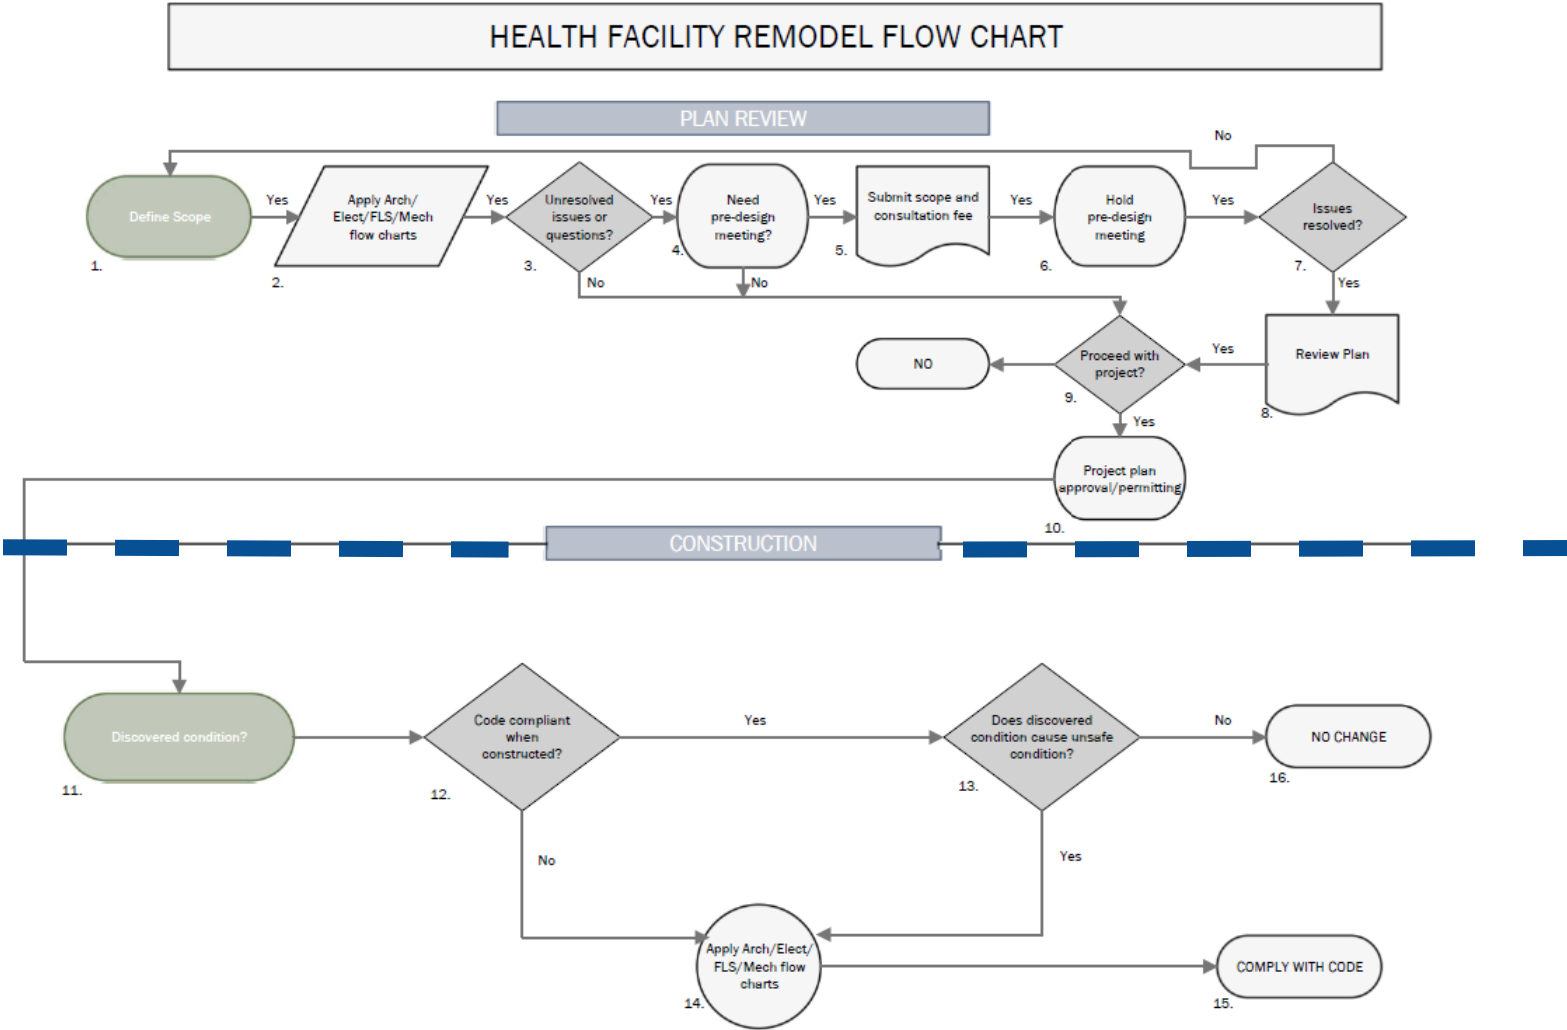 HEALTH FACILITY REMODEL FLOW CHART
PLAN REVIEW
No
Define Scope
1.
Yes
Apply Arch/
Elect/FLS/Mech
flow charts
2.
Yes
Unresolved
issues or
questions?
3.
Yes
No
Need
pre-design
meeting?
4.
Yes
No
Submit scope and
consultation fee
5.
Yes
Hold
pre-design
meeting
6.
Yes
Issues
resolved?
7.
Yes
Review Plan
8.
Yes
Proceed with
project?
9.
NO
Yes
Project plan
approval/permitting
10.
CONSTRUCTION
Discovered condition?
11.
Code compliant
when
constructed?
12.
Yes
No
Does discovered
condition cause unsafe
condition?
13.
No
Yes
NO CHANGE
16.
Apply Arch/Elect/
FLS/Mech flow
charts
14.
COMPLY WITH CODE
15.